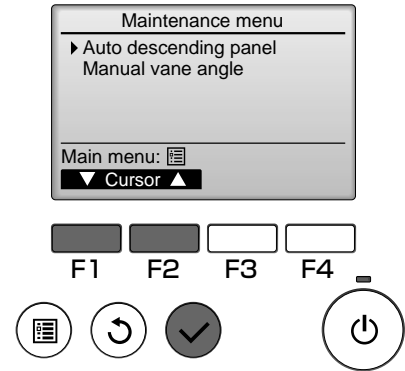 Maintenance menu
Auto descending panel
Manual vane angle
Main menu:
▼ Cursor ▲
F1 F2 F3 F4